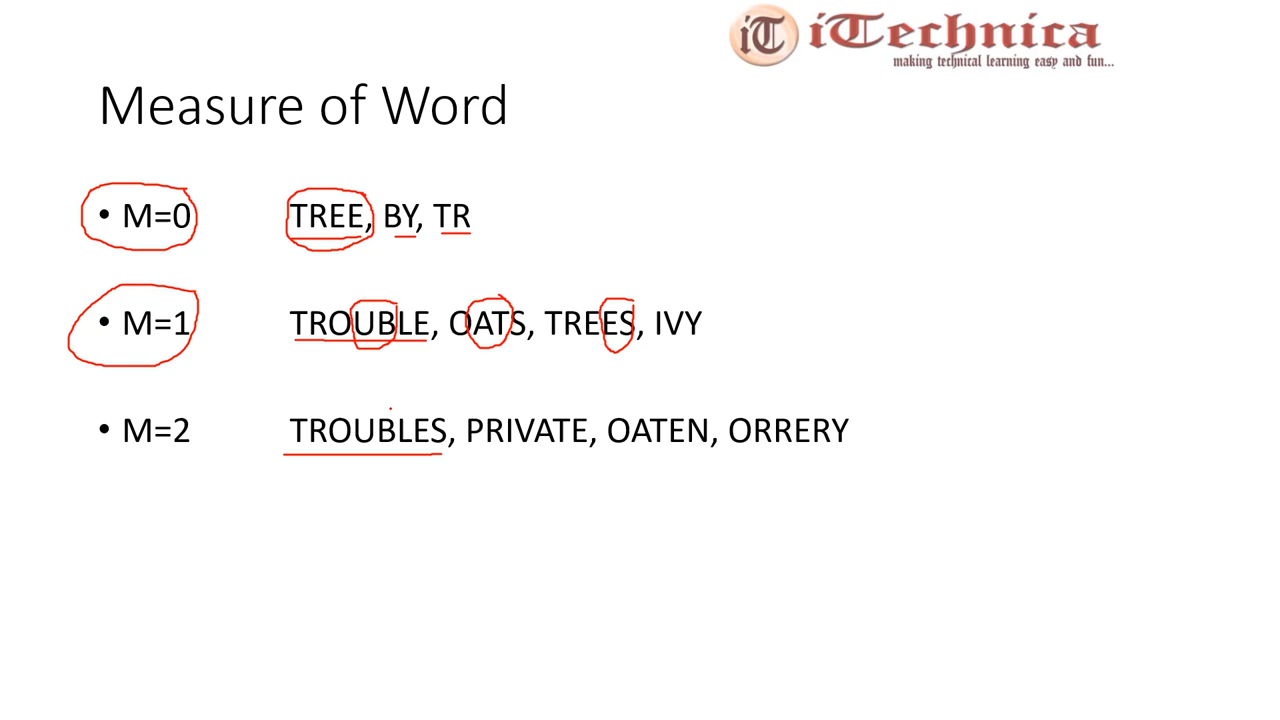 iT iTechnica
making technical learning easy and fun...
Measure of Word
• M=0 TREE, BY, TR
• M=1 TROUBLE, OATS, TREES, IVY
• M=2 TROUBLES, PRIVATE, OATEN, ORRERY